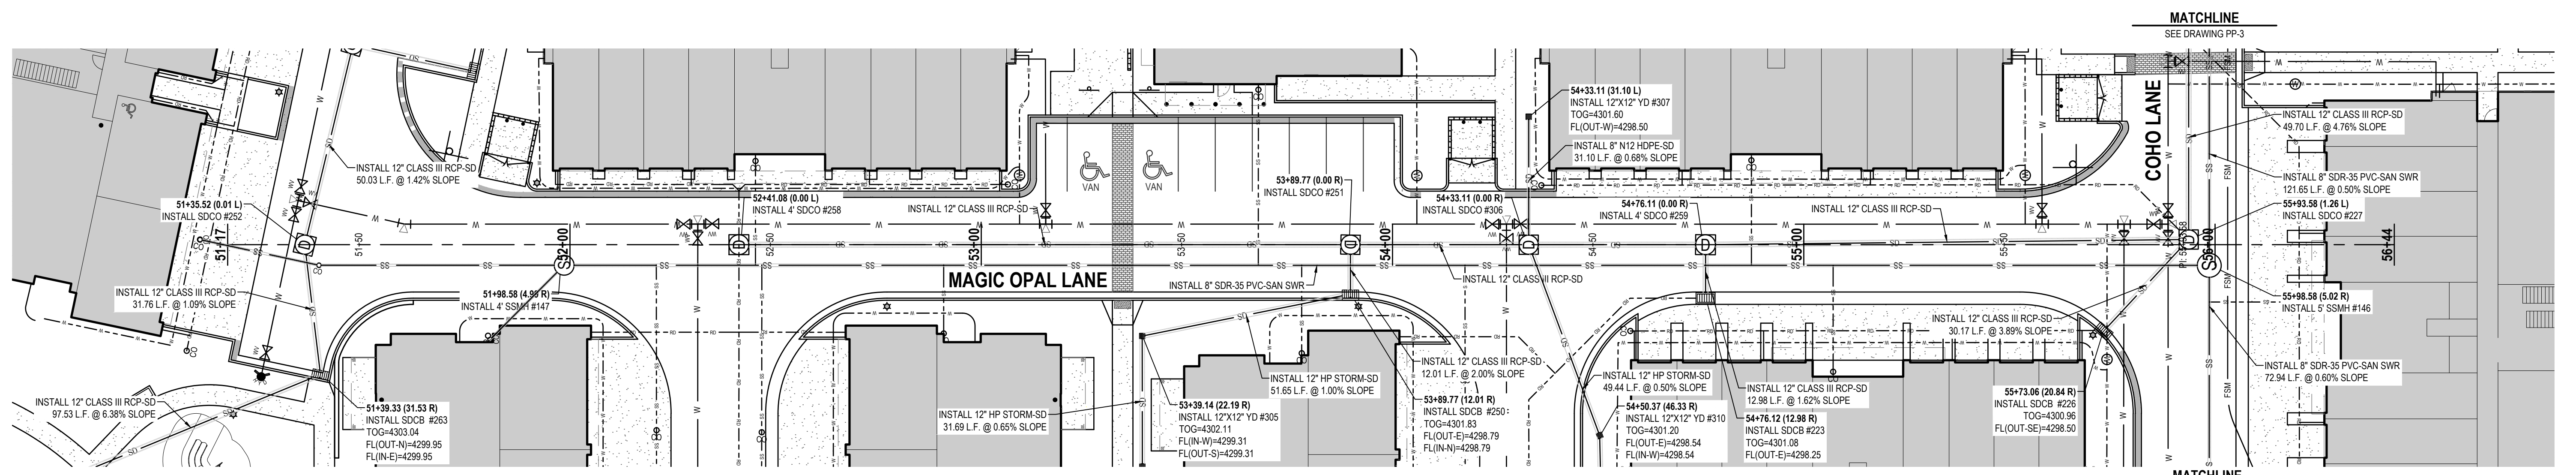 MATCHLINE
SEE DRAWING PP-3
54+33.11 (31.10 L)
INSTALL 12"X12" YD #307
TOG=4301.60
FL(OUT-W)=4298.50
INSTALL 8" N12 HDPE-SD
31.10 L.F. @ 0.68% SLOPE
COHO LANE
INSTALL 12" CLASS III RCP-SD
49.70 L.F. @ 4.76% SLOPE
INSTALL 8" SDR-35 PVC-SAN SWR
121.65 L.F. @ 0.50% SLOPE
55+93.58 (1.26 L)
INSTALL SDCO #227
INSTALL 12" CLASS III RCP-SD
50.03 L.F. @ 1.42% SLOPE
51+35.52 (0.01 L)
INSTALL SDCO #252
VAN
VAN
52+41.08 (0.00 L)
INSTALL 4' SDCO #258
INSTALL 12" CLASS III RCP-SD
53+89.77 (0.00 R)
INSTALL SDCO #251
54+33.11 (0.00 R)
INSTALL SDCO #306
54+76.11 (0.00 R)
INSTALL 4' SDCO #259
INSTALL 12" CLASS III RCP-SD
51+17
51+50
52+00
52+50
53+00
53+50
54+00
54+50
55+00
55+50
56+00
56+44
MAGIC OPAL LANE
INSTALL 8" SDR-35 PVC-SAN SWR
INSTALL 12" CLASS III RCP-SD
INSTALL 12" CLASS III RCP-SD
31.76 L.F. @ 1.09% SLOPE
51+98.58 (4.98 R)
INSTALL 4' SSMH #147
55+98.58 (5.02 R)
INSTALL 5' SSMH #146
INSTALL 12" CLASS III RCP-SD
30.17 L.F. @ 3.89% SLOPE
INSTALL 8" SDR-35 PVC-SAN SWR
72.94 L.F. @ 0.60% SLOPE
INSTALL 12" CLASS III RCP-SD
97.53 L.F. @ 6.38% SLOPE
51+39.33 (31.53 R)
INSTALL SDCB #263
TOG=4303.04
FL(OUT-N)=4299.95
FL(IN-E)=4299.95
INSTALL 12" HP STORM-SD
31.69 L.F. @ 0.65% SLOPE
53+39.14 (22.19 R)
INSTALL 12"X12" YD #305
TOG=4302.11
FL(IN-W)=4299.31
FL(OUT-S)=4299.31
INSTALL 12" HP STORM-SD
51.65 L.F. @ 1.00% SLOPE
INSTALL 12" CLASS III RCP-SD
12.01 L.F. @ 2.00% SLOPE
53+89.77 (12.01 R)
INSTALL SDCB #250
TOG=4301.83
FL(OUT-E)=4298.79
FL(IN-N)=4298.79
INSTALL 12" HP STORM-SD
49.44 L.F. @ 0.50% SLOPE
54+50.37 (46.33 R)
INSTALL 12"X12" YD #310
TOG=4301.20
FL(OUT-E)=4298.54
FL(IN-W)=4298.54
INSTALL 12" CLASS III RCP-SD
12.98 L.F. @ 1.62% SLOPE
54+76.12 (12.98 R)
INSTALL SDCB #223
TOG=4301.08
FL(OUT-E)=4298.25
55+73.06 (20.84 R)
INSTALL SDCB #226
TOG=4300.96
FL(OUT-SE)=4298.50